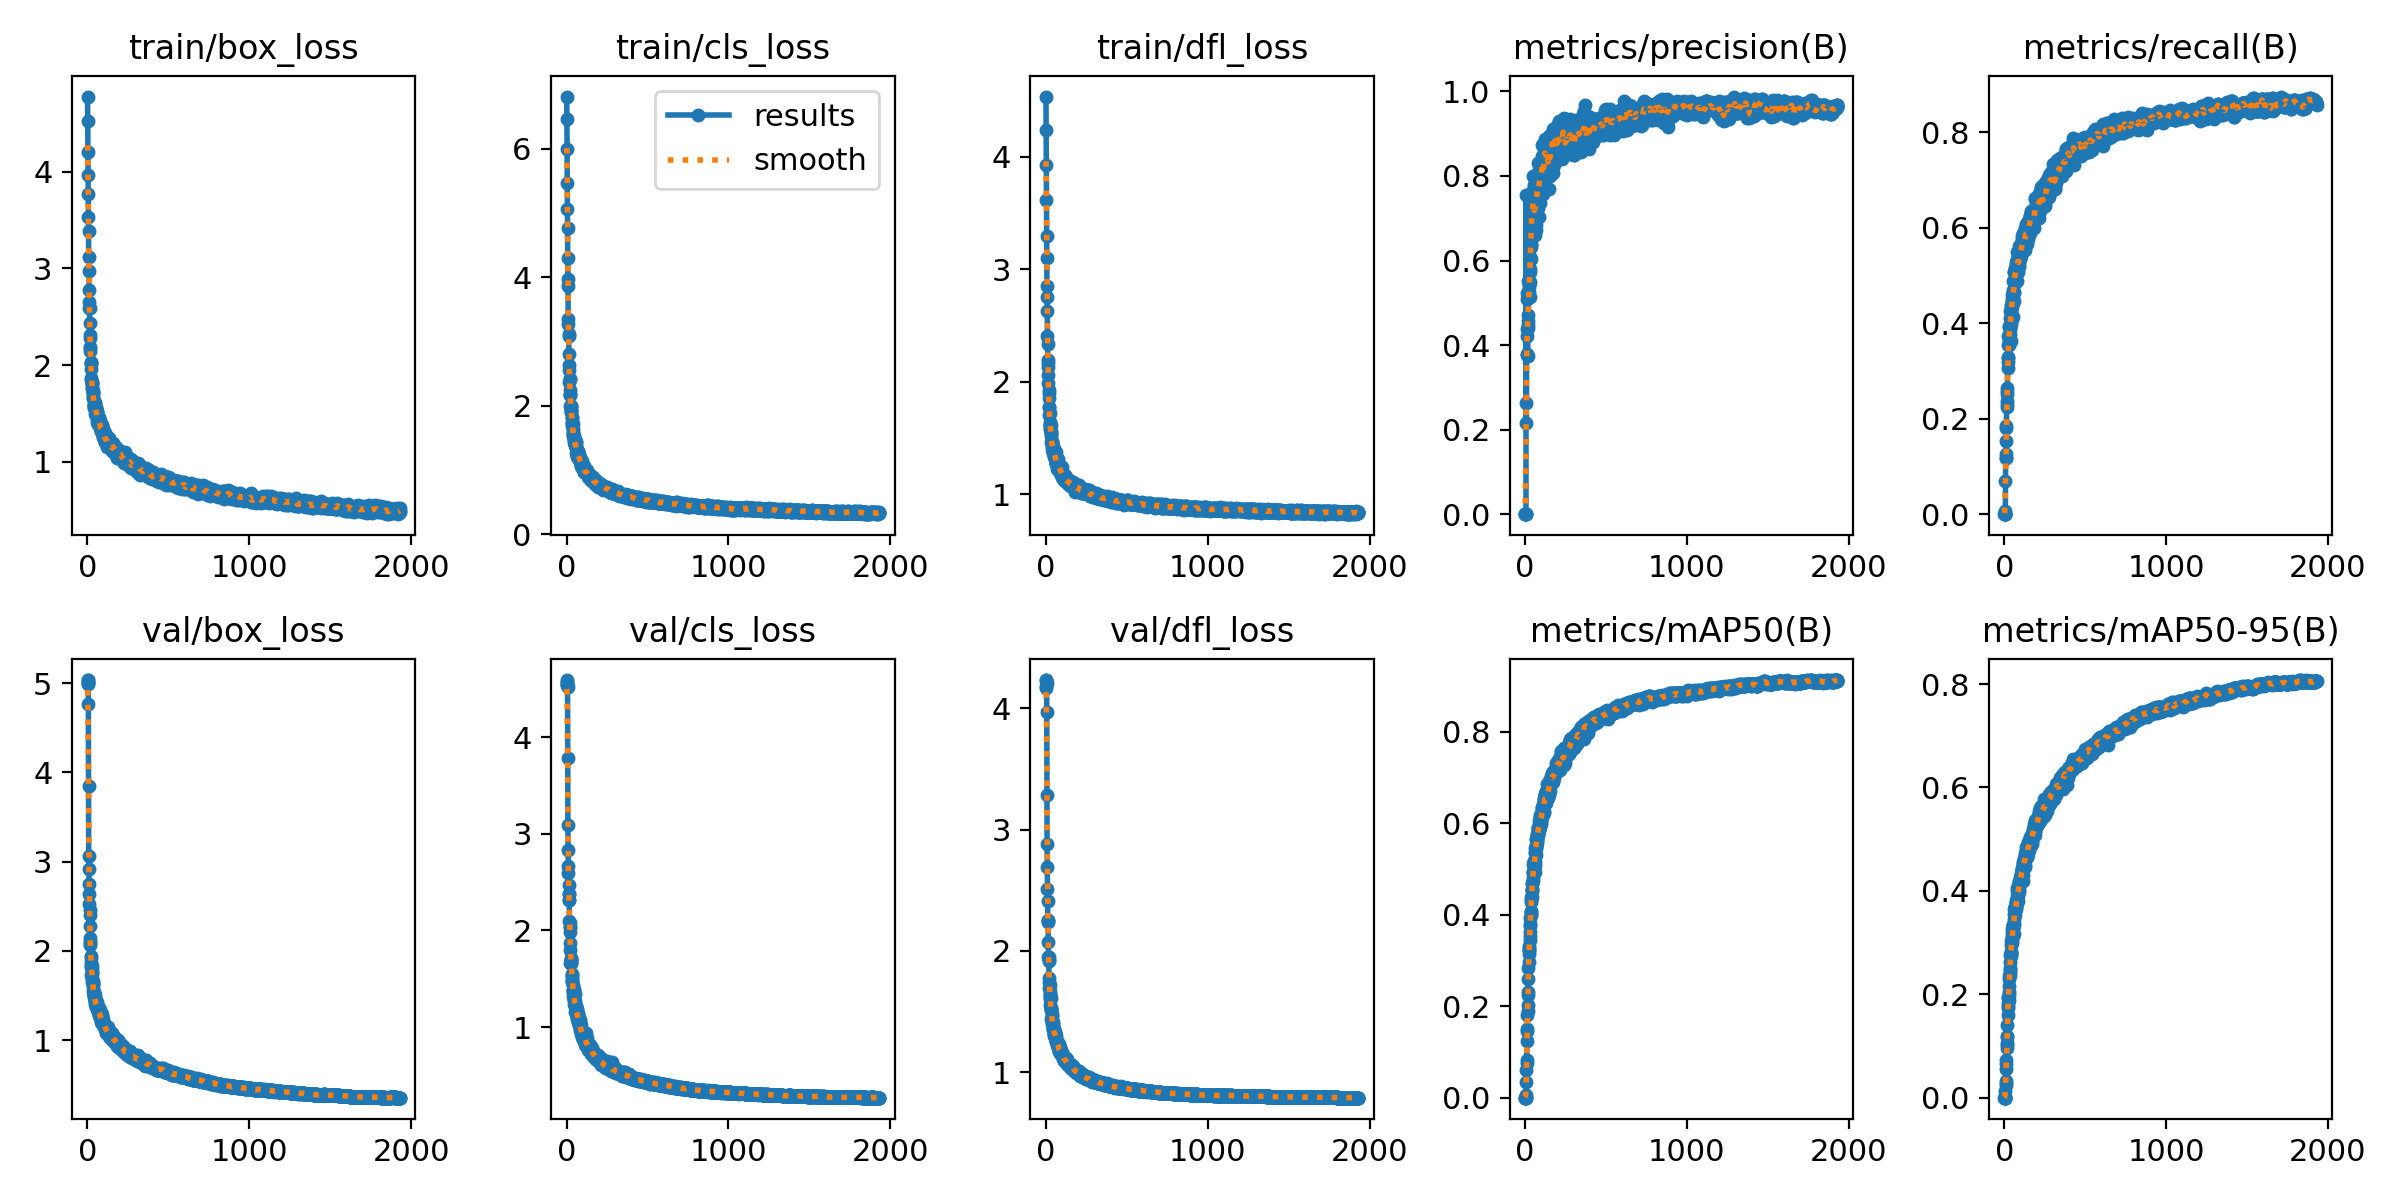 train/box_loss
4
3
2
1
0 1000 2000
train/cls_loss
results
smooth
6
4
2
0
0 1000 2000
train/dfl_loss
4
3
2
1
0 1000 2000
metrics/precision(B)
1.0
0.8
0.6
0.4
0.2
0.0
0 1000 2000
metrics/recall(B)
0.8
0.6
0.4
0.2
0.0
0 1000 2000
val/box_loss
5
4
3
2
1
0 1000 2000
val/cls_loss
4
3
2
1
0 1000 2000
val/dfl_loss
4
3
2
1
0 1000 2000
metrics/mAP50(B)
0.8
0.6
0.4
0.2
0.0
0 1000 2000
metrics/mAP50-95(B)
0.8
0.6
0.4
0.2
0.0
0 1000 2000